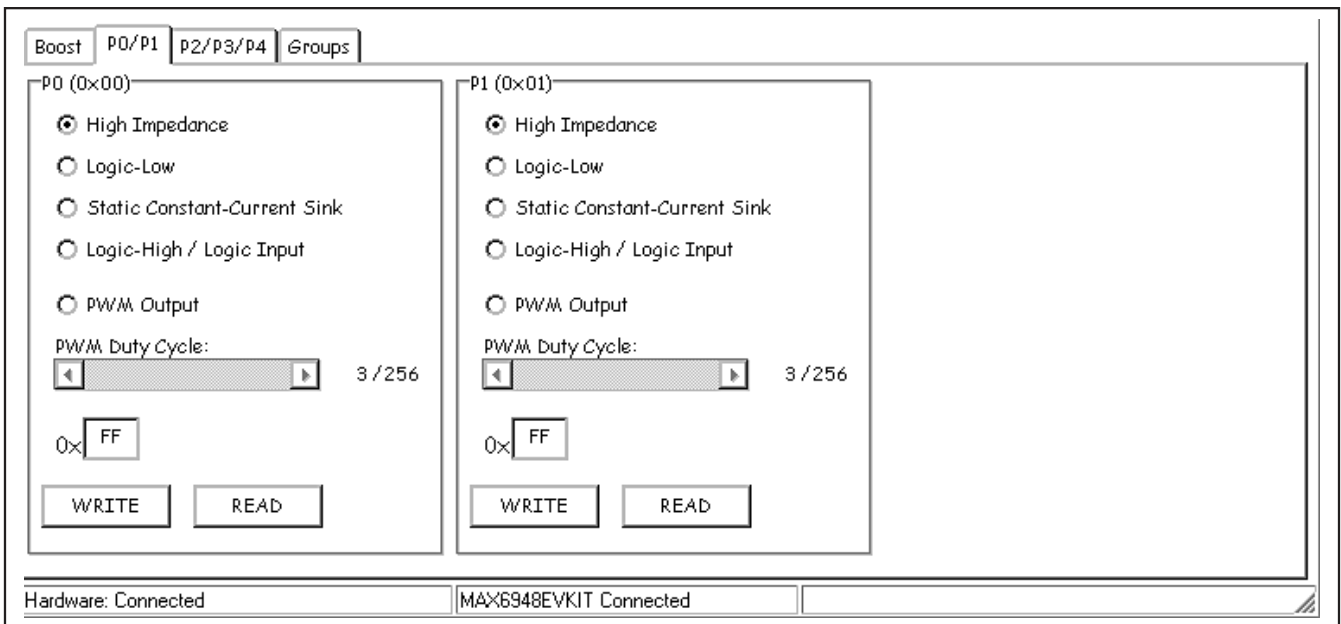 Boost P0/P1 P2/P3/P4 Groups
P0 (0x00)
High Impedance
Logic-Low
Static Constant-Current Sink
Logic-High / Logic Input
PWM Output
PWM Duty Cycle:
3/256
0x FF
WRITE READ
P1 (0x01)
High Impedance
Logic-Low
Static Constant-Current Sink
Logic-High / Logic Input
PWM Output
PWM Duty Cycle:
3/256
0x FF
WRITE READ
Hardware: Connected MAX6948EVKIT Connected